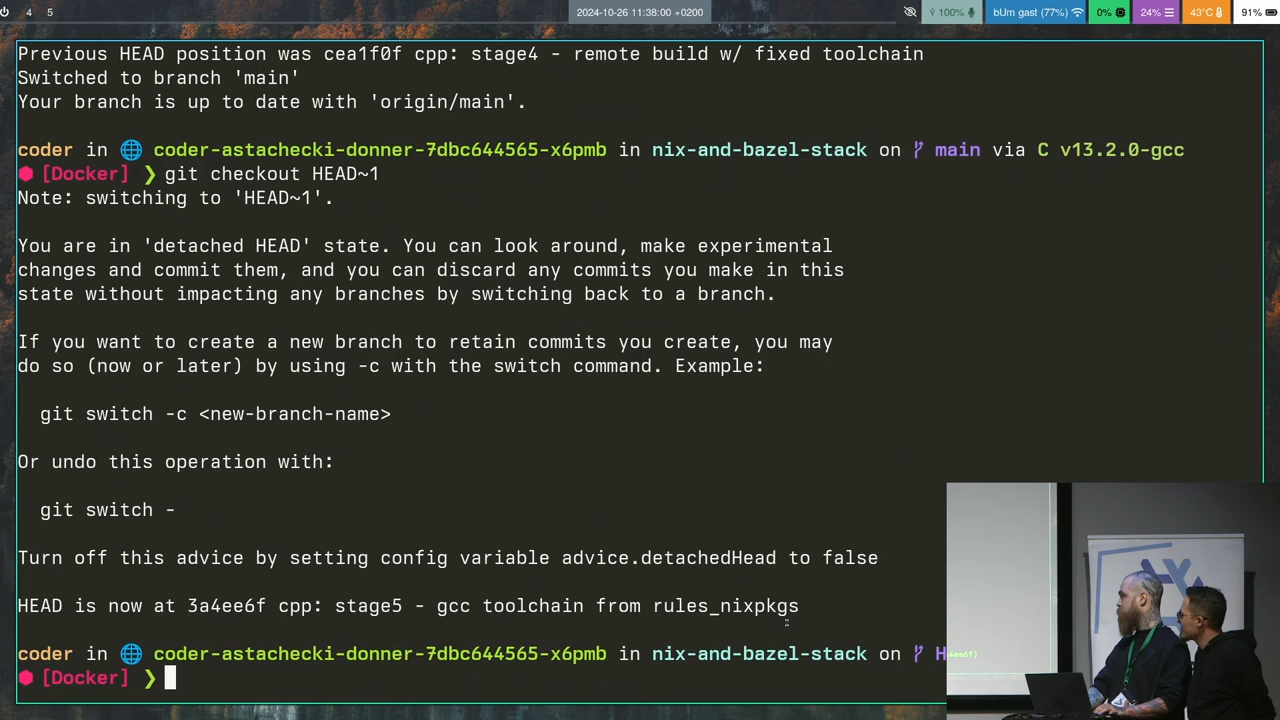 4 5 2024-10-26 11:38:00 +0200 100% bUm gast (77%) 0% 24% 43°C 91%
Previous HEAD position was cea1f0f cpp: stage4 - remote build w/ fixed toolchain
Switched to branch 'main'
Your branch is up to date with 'origin/main'.
coder in 🌐 coder-astachecki-donner-7dbc644565-x6pmb in nix-and-bazel-stack on main via C v13.2.0-gcc
[Docker] ❯ git checkout HEAD~1
Note: switching to 'HEAD~1'.
You are in 'detached HEAD' state. You can look around, make experimental
changes and commit them, and you can discard any commits you make in this
state without impacting any branches by switching back to a branch.
If you want to create a new branch to retain commits you create, you may
do so (now or later) by using -c with the switch command. Example:
git switch -c <new-branch-name>
Or undo this operation with:
git switch -
Turn off this advice by setting config variable advice.detachedHead to false
HEAD is now at 3a4ee6f cpp: stage5 - gcc toolchain from rules_nixpkgs
coder in 🌐 coder-astachecki-donner-7dbc644565-x6pmb in nix-and-bazel-stack on H
4ee6f)
[Docker] ❯